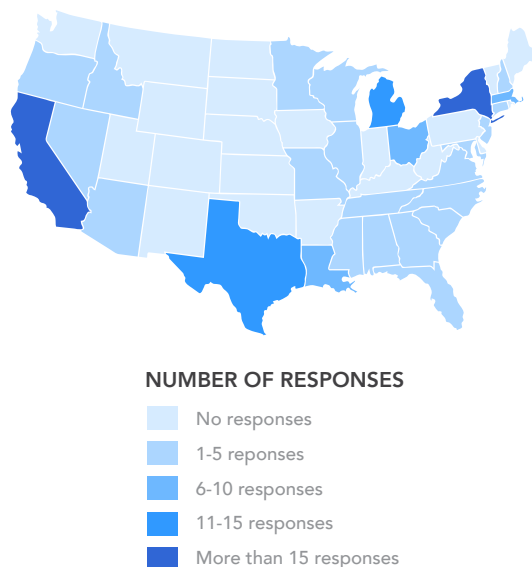 NUMBER OF RESPONSES
No responses
1-5 reponses
6-10 responses
11-15 responses
More than 15 responses